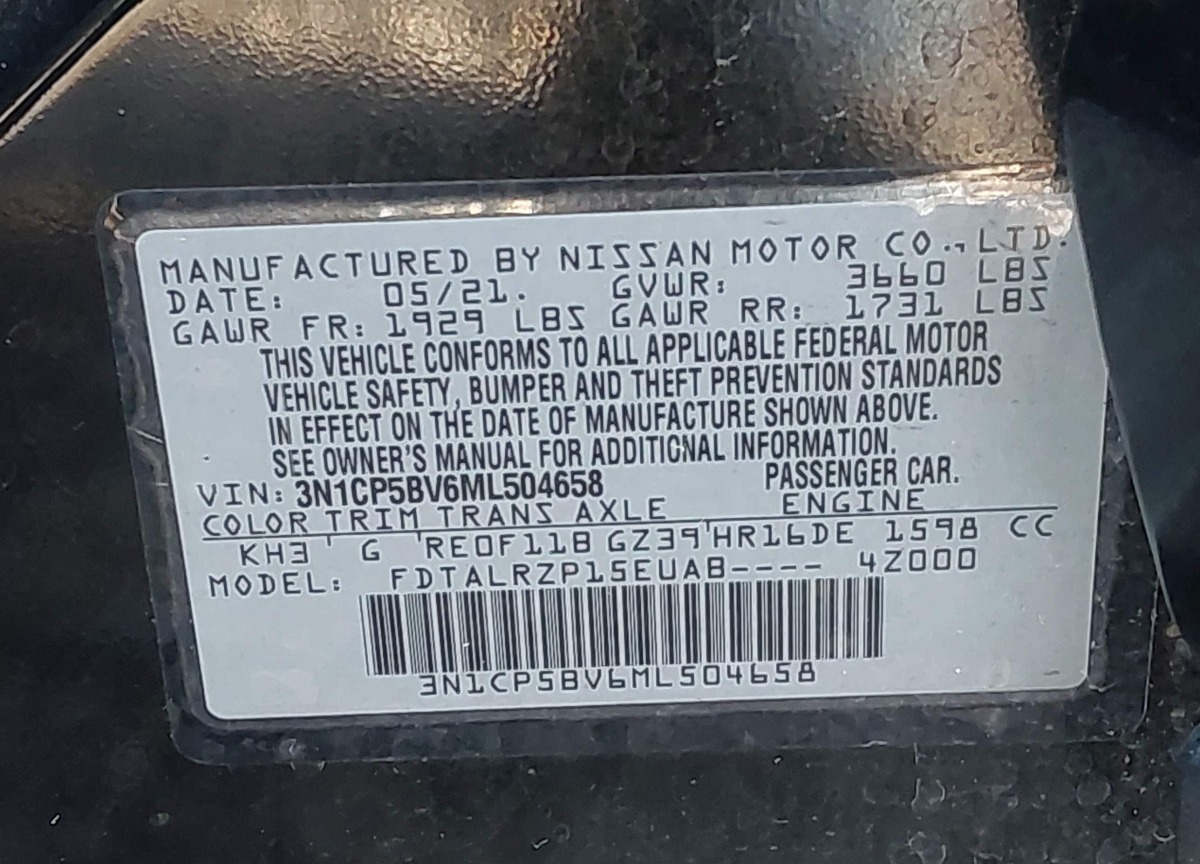 MANUFACTURED BY NISSAN MOTOR CO., LTD.
DATE: 05/21. GVWR: 3660 LBS
GAWR FR: 1929 LBS GAWR RR: 1731 LBS
THIS VEHICLE CONFORMS TO ALL APPLICABLE FEDERAL MOTOR
VEHICLE SAFETY, BUMPER AND THEFT PREVENTION STANDARDS
IN EFFECT ON THE DATE OF MANUFACTURE SHOWN ABOVE.
SEE OWNER'S MANUAL FOR ADDITIONAL INFORMATION.
VIN: 3N1CP5BV6ML504658 PASSENGER CAR.
COLOR TRIM TRANS AXLE ENGINE
KH3 G RE0F11B GZ39 HR16DE 1598 CC
MODEL: FDTALRZP15EUAB---- 4Z000
3N1CP5BV6ML504658